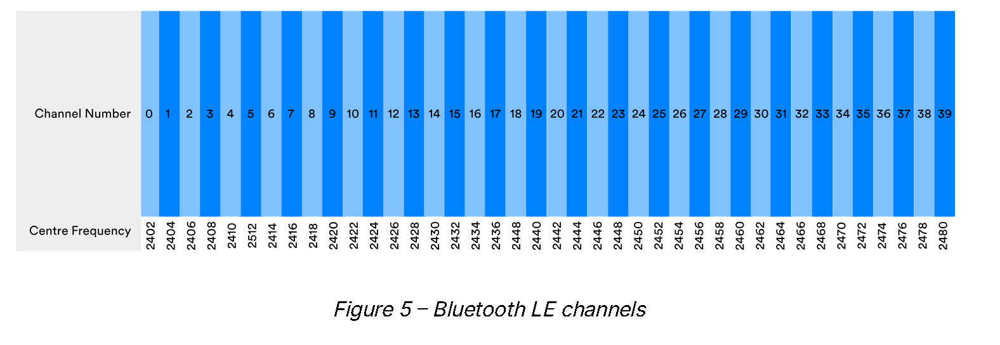 Channel Number 0 1 2 3 4 5 6 7 8 9 10 11 12 13 14 15 16 17 18 19 20 21 22 23 24 25 26 27 28 29 30 31 32 33 34 35 36 37 38 39
Centre Frequency 2402 2404 2406 2408 2410 2512 2414 2416 2418 2420 2422 2424 2426 2428 2430 2432 2434 2436 2448 2440 2442 2444 2446 2448 2450 2452 2454 2456 2458 2460 2462 2464 2466 2468 2470 2472 2474 2476 2478 2480
Figure 5 – Bluetooth LE channels